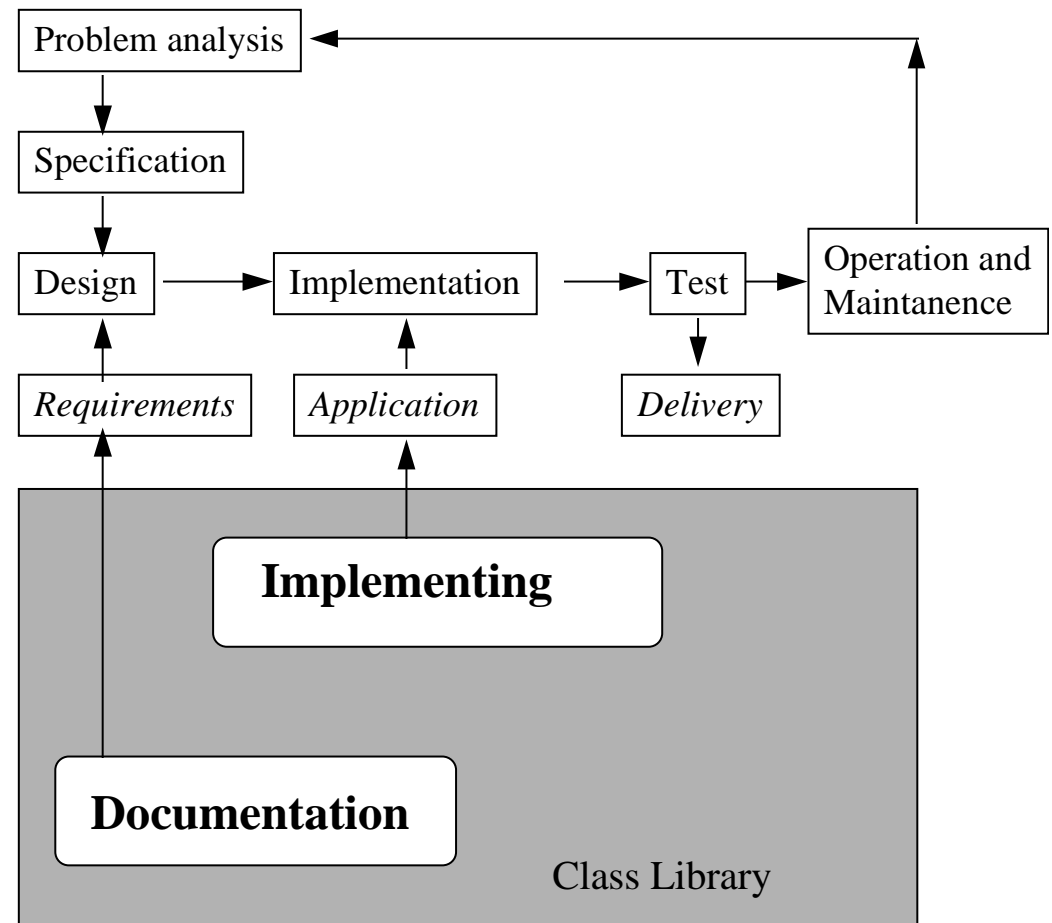 Problem analysis
Specification
Design
Implementation
Test
Operation and
Maintanence
Requirements
Application
Delivery
Implementing
Documentation
Class Library